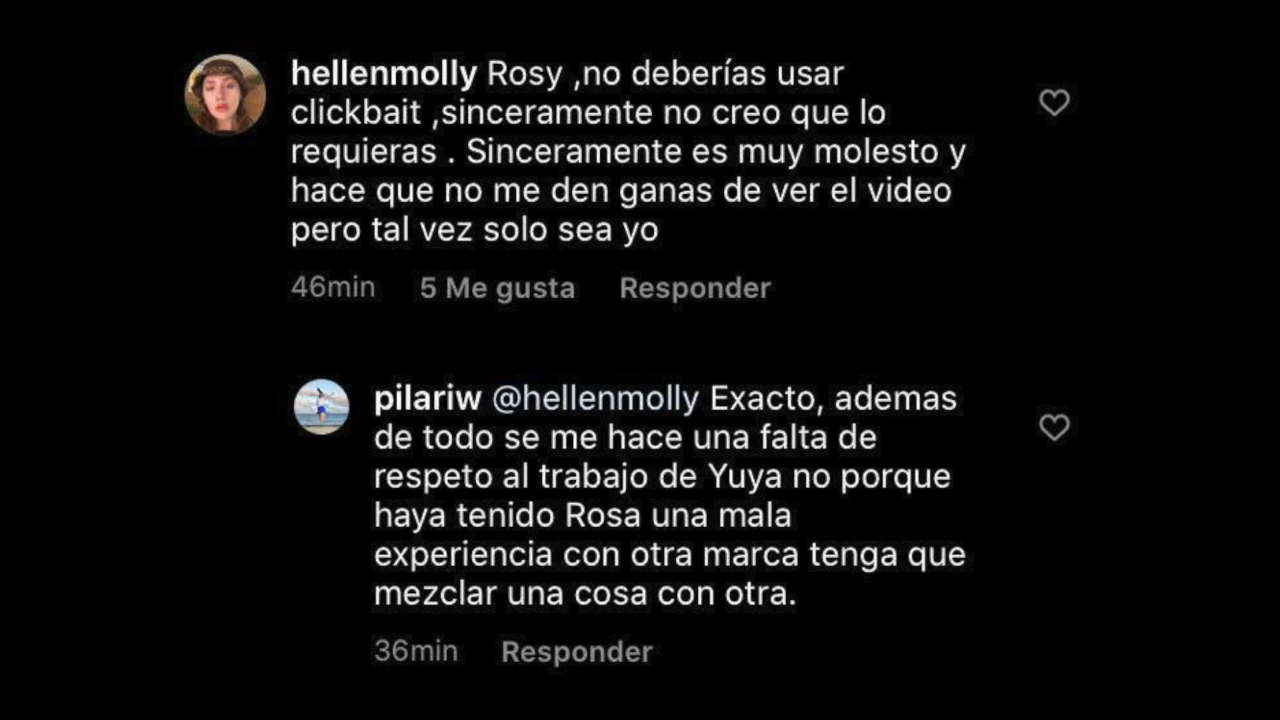 hellenmolly Rosy ,no deberías usar
clickbait ,sinceramente no creo que lo
requieras . Sinceramente es muy molesto y
hace que no me den ganas de ver el video
pero tal vez solo sea yo
46min 5 Me gusta Responder
pilariw @hellenmolly Exacto, ademas
de todo se me hace una falta de
respeto al trabajo de Yuya no porque
haya tenido Rosa una mala
experiencia con otra marca tenga que
mezclar una cosa con otra.
36min Responder